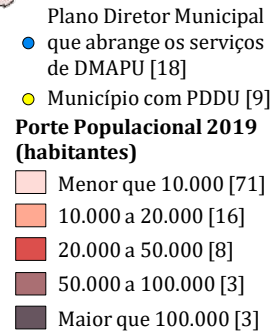 Plano Diretor Municipal
que abrange os serviços
de DMAPU [18]
Município com PDDU [9]
Porte Populacional 2019
(habitantes)
Menor que 10.000 [71]
10.000 a 20.000 [16]
20.000 a 50.000 [8]
50.000 a 100.000 [3]
Maior que 100.000 [3]